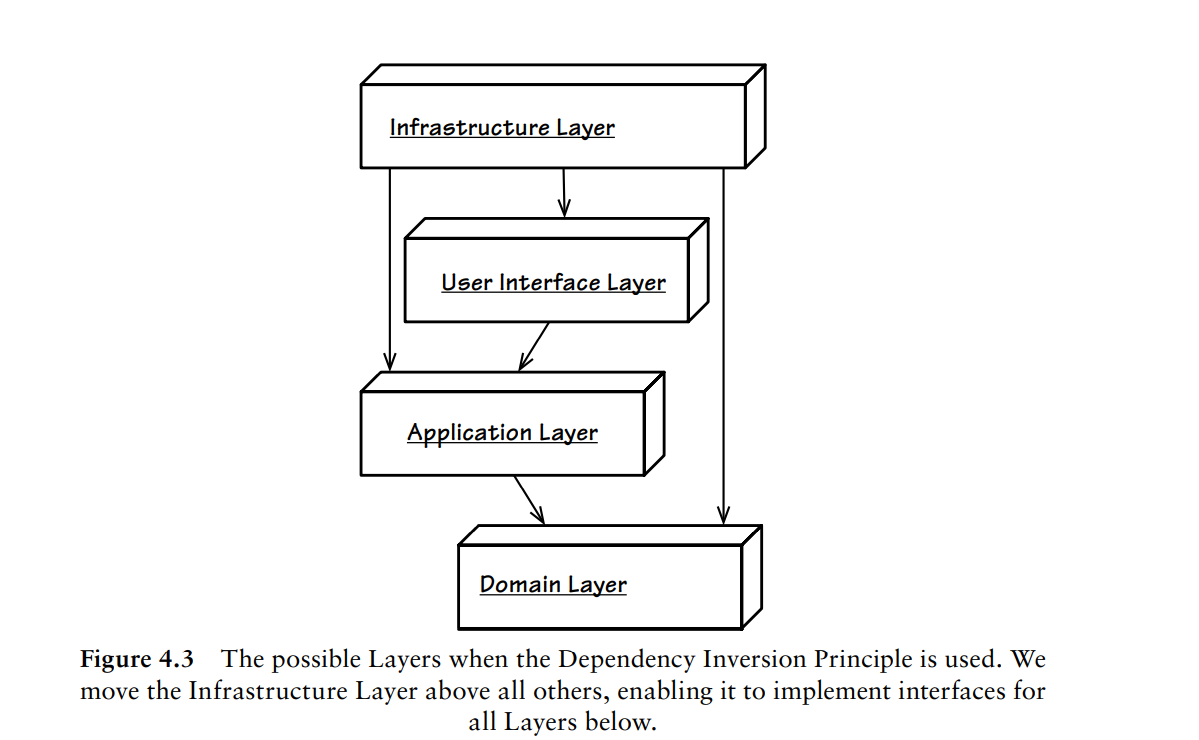 Infrastructure Layer
User Interface Layer
Application Layer
Domain Layer
Figure 4.3 The possible Layers when the Dependency Inversion Principle is used. We
move the Infrastructure Layer above all others, enabling it to implement interfaces for
all Layers below.